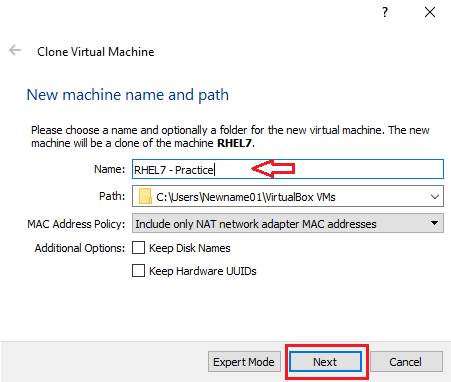 ?
Clone Virtual Machine
New machine name and path
Please choose a name and optionally a folder for the new virtual machine. The new
machine will be a clone of the machine RHEL7.
Name: RHEL7 - Practice
Path: C:\Users\Newname01\VirtualBox VMs
MAC Address Policy: Include only NAT network adapter MAC addresses
Additional Options: Keep Disk Names
Keep Hardware UUIDs
Expert Mode Next Cancel